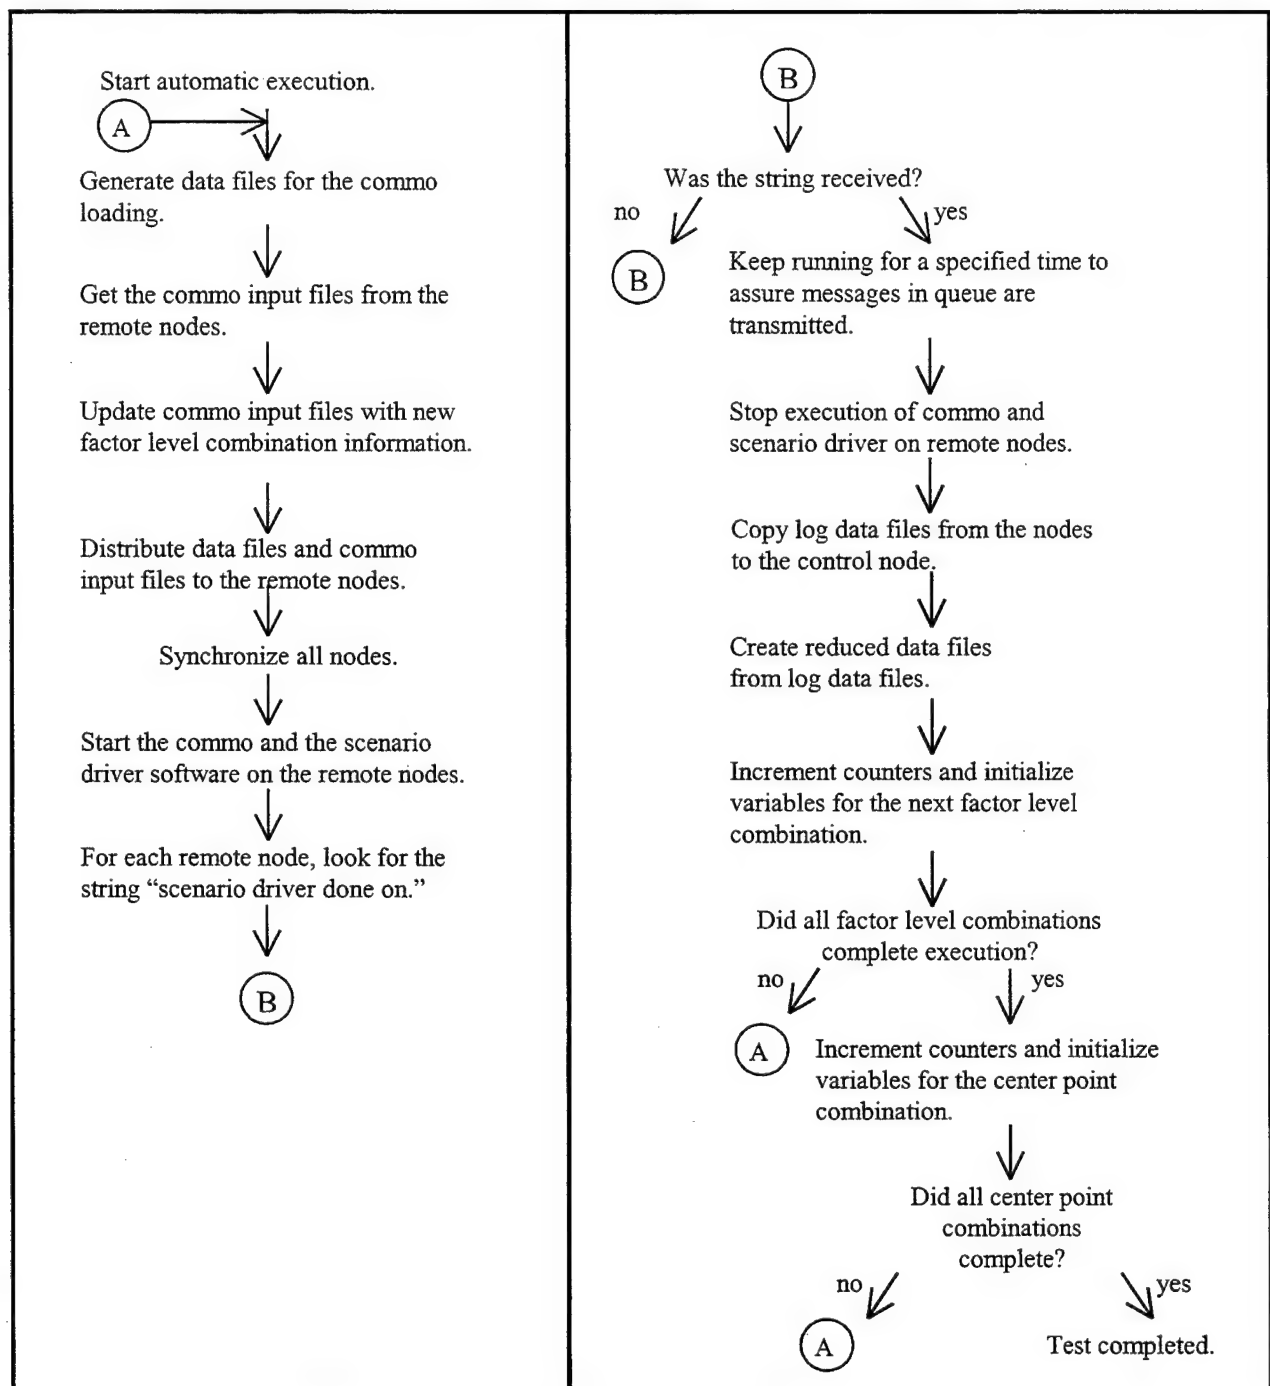 Start automatic execution.
A
Generate data files for the commo
loading.
Get the commo input files from the
remote nodes.
Update commo input files with new
factor level combination information.
Distribute data files and commo
input files to the remote nodes.
Synchronize all nodes.
Start the commo and the scenario
driver software on the remote nodes.
For each remote node, look for the
string “scenario driver done on.”
B
B
Was the string received?
no
yes
B
Keep running for a specified time to
assure messages in queue are
transmitted.
Stop execution of commo and
scenario driver on remote nodes.
Copy log data files from the nodes
to the control node.
Create reduced data files
from log data files.
Increment counters and initialize
variables for the next factor level
combination.
Did all factor level combinations
complete execution?
no
yes
A
Increment counters and initialize
variables for the center point
combination.
Did all center point
combinations
complete?
no
yes
A
Test completed.